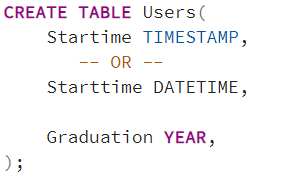 CREATE TABLE Users(
Startime TIMESTAMP,
-- OR --
Starttime DATETIME,
Graduation YEAR,
);